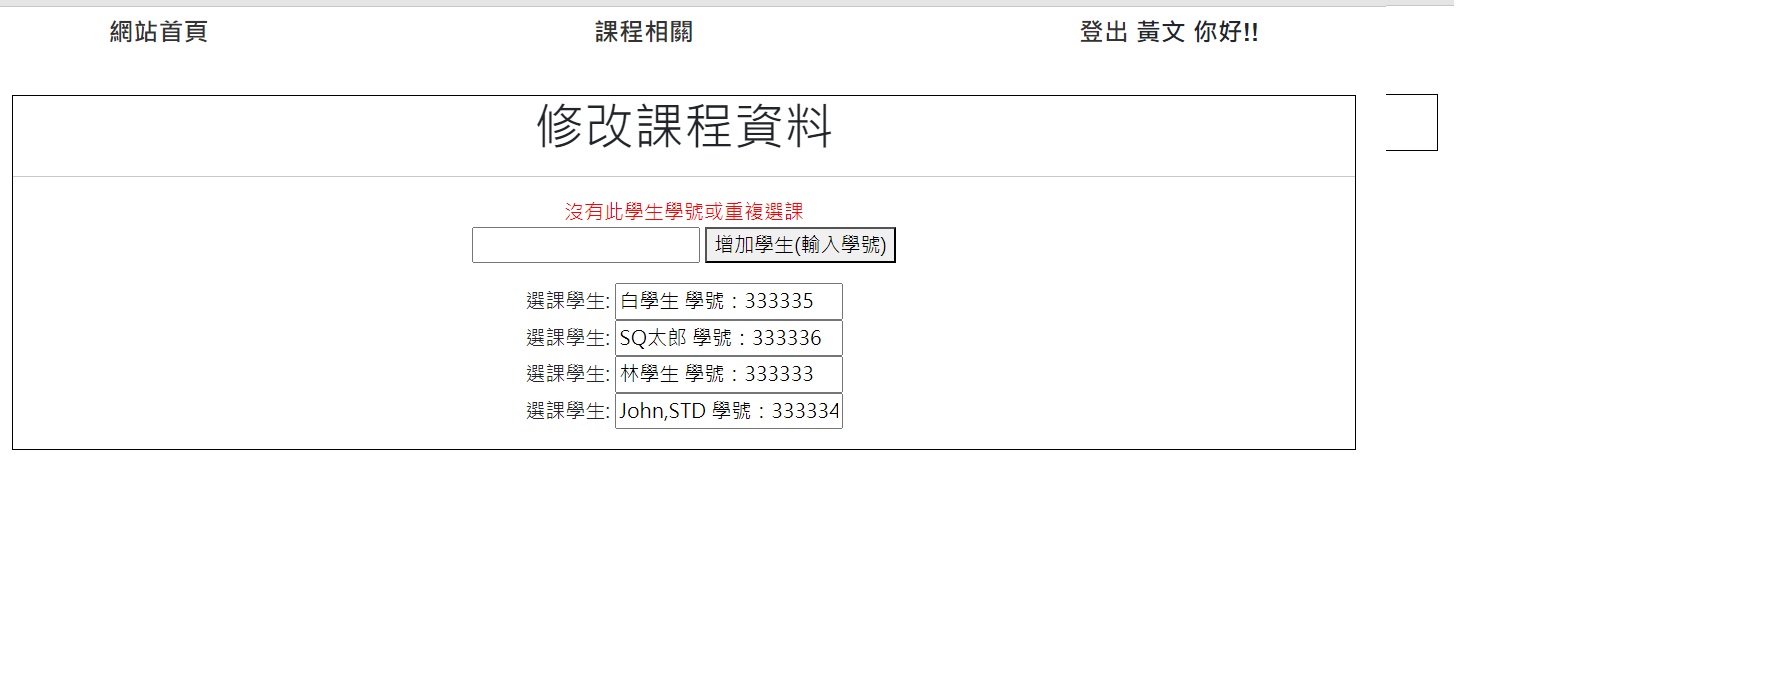 網站首頁 課程相關 登出 黃文 你好!!
修改課程資料
沒有此學生學號或重複選課
增加學生(輸入學號)
選課學生: 白學生 學號：333335
選課學生: SQ太郎 學號：333336
選課學生: 林學生 學號：333333
選課學生: John,STD 學號：333334